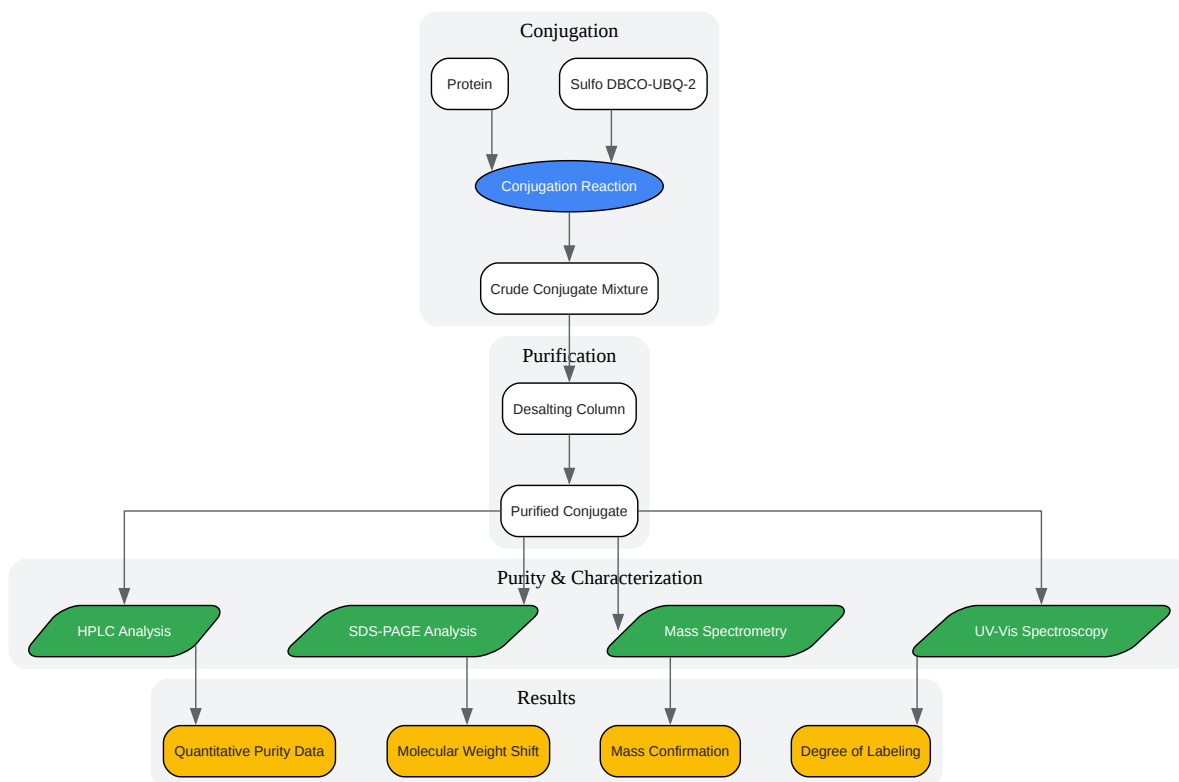 Conjugation
Protein
Sulfo DBCO-UBQ-2
Conjugation Reaction
Crude Conjugate Mixture
Purification
Desalting Column
Purified Conjugate
Purity & Characterization
HPLC Analysis
SDS-PAGE Analysis
Mass Spectrometry
UV-Vis Spectroscopy
Results
Quantitative Purity Data
Molecular Weight Shift
Mass Confirmation
Degree of Labeling